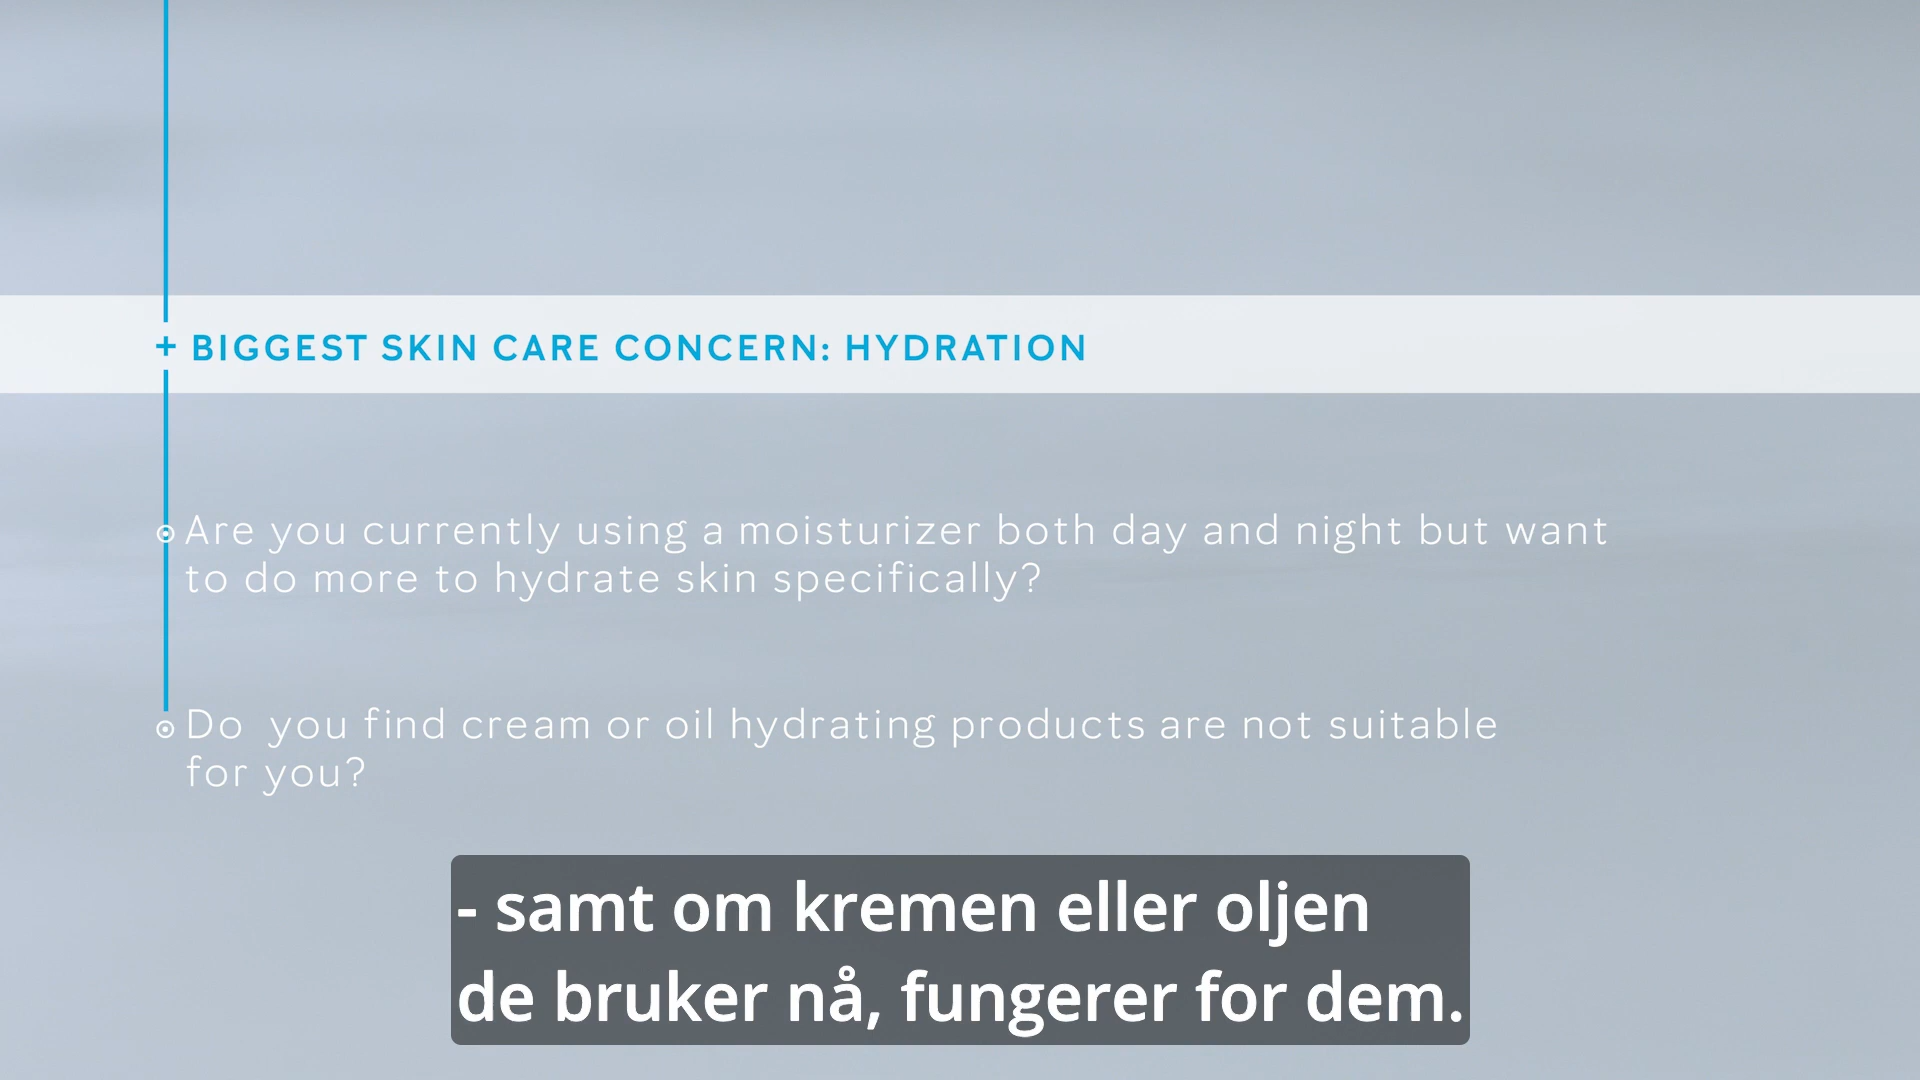 + BIGGEST SKIN CARE CONCERN: HYDRATION
Are you currently using a moisturizer both day and night but want
to do more to hydrate skin specifically?
Do you find cream or oil hydrating products are not suitable
for you?
- samt om kremen eller oljen
de bruker nå, fungerer for dem.